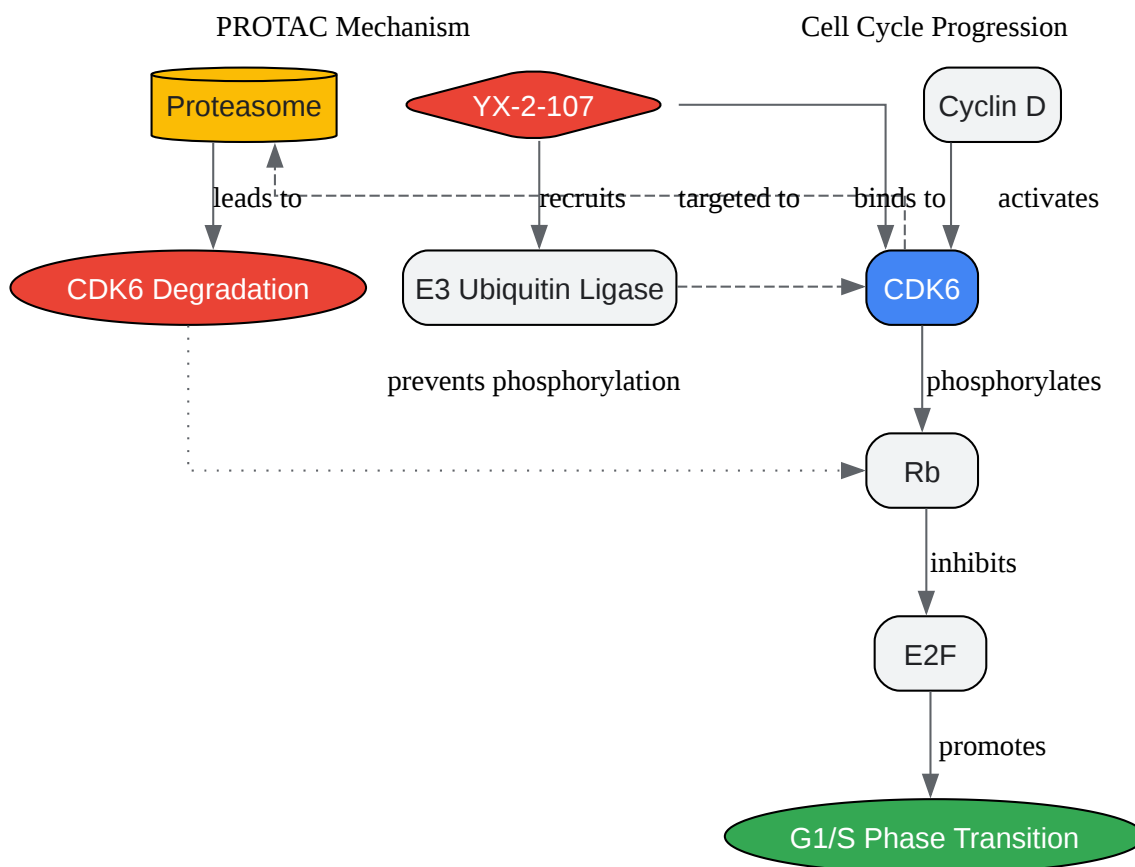 PROTAC Mechanism
Cell Cycle Progression
Proteasome
YX-2-107
Cyclin D
leads to
recruits
targeted to
binds to
activates
CDK6 Degradation
E3 Ubiquitin Ligase
CDK6
prevents phosphorylation
phosphorylates
Rb
inhibits
E2F
promotes
G1/S Phase Transition